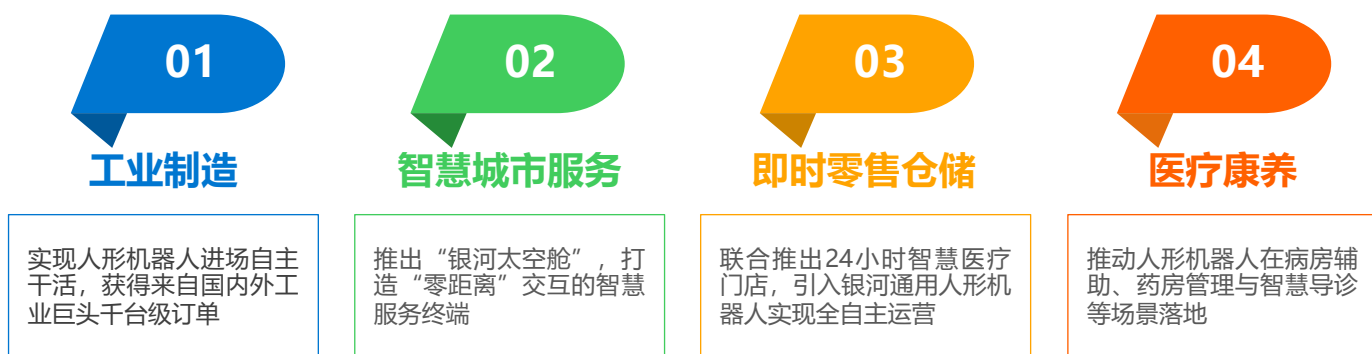 01
02
03
04
工业制造
智慧城市服务
即时零售仓储
医疗康养
实现人形机器人进场自主
干活，获得来自国内外工
业巨头千台级订单
推出“银河太空舱”，打
造“零距离”交互的智慧
服务终端
联合推出24小时智慧医疗
门店，引入银河通用人形机
器人实现全自主运营
推动人形机器人在病房辅
助、药房管理与智慧导诊
等场景落地